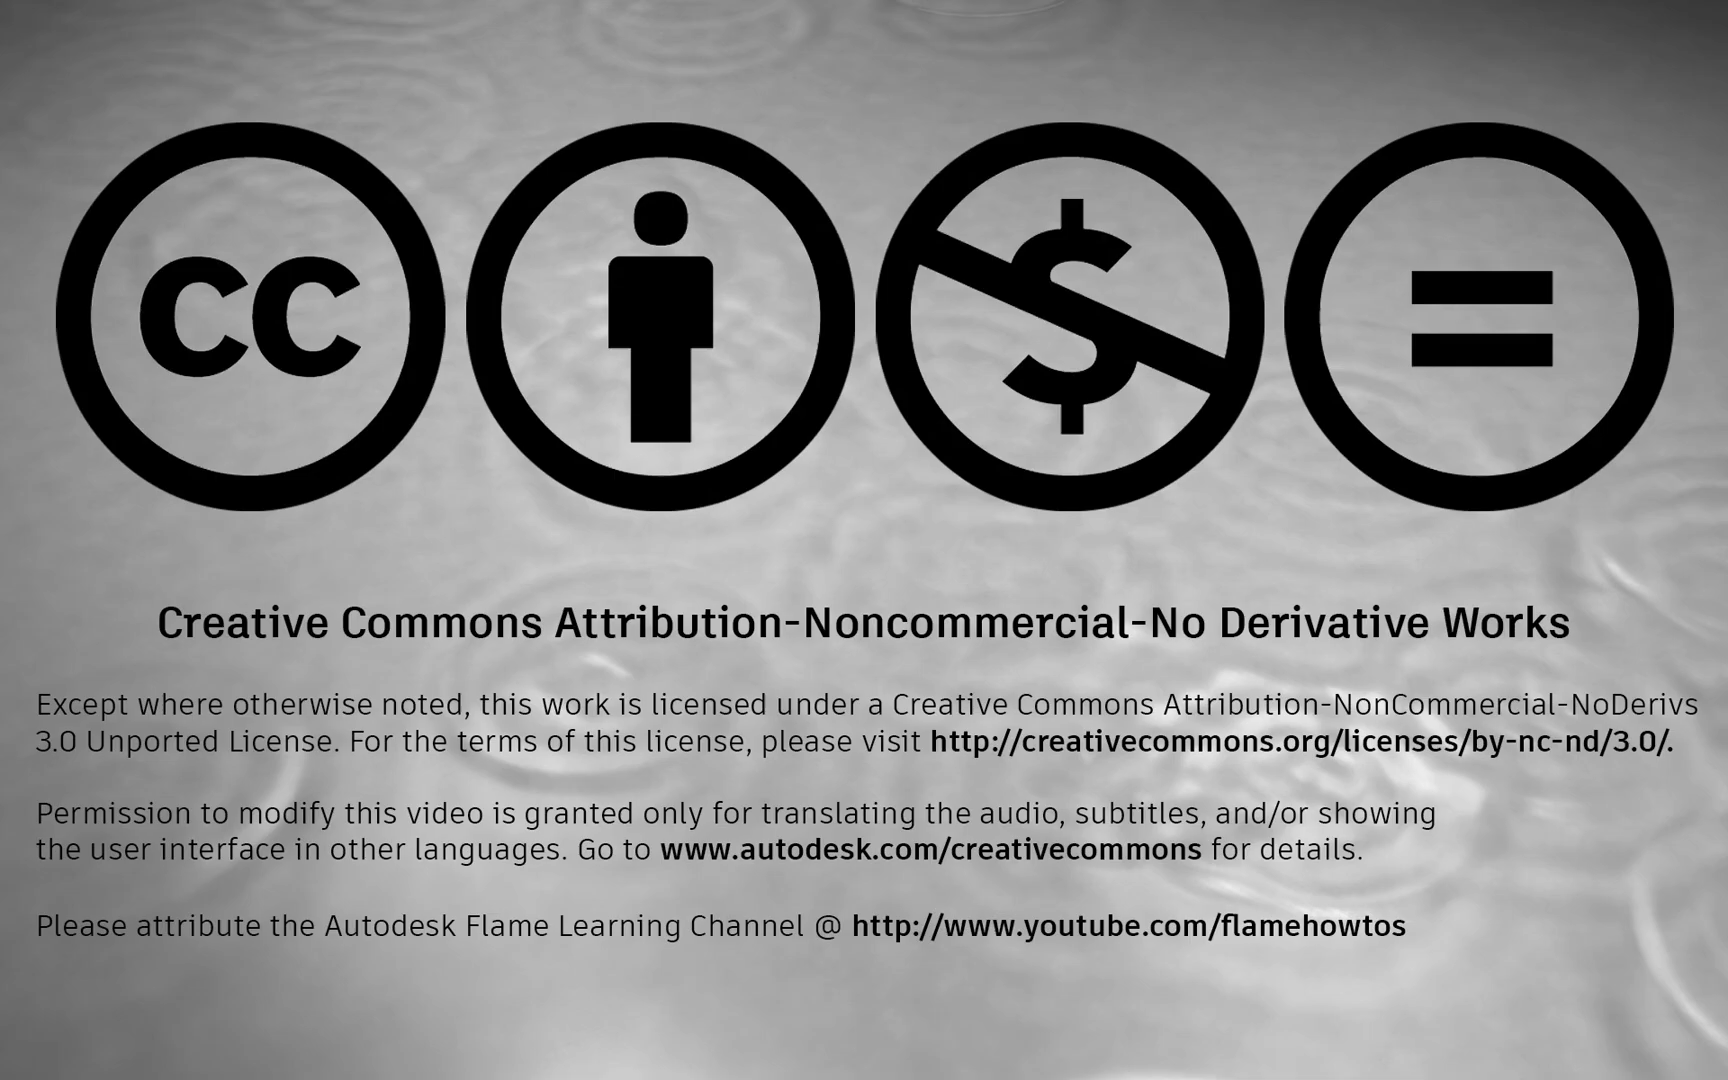 cc
$
=
Creative Commons Attribution-Noncommercial-No Derivative Works
Except where otherwise noted, this work is licensed under a Creative Commons Attribution-NonCommercial-NoDerivs
3.0 Unported License. For the terms of this license, please visit http://creativecommons.org/licenses/by-nc-nd/3.0/.
Permission to modify this video is granted only for translating the audio, subtitles, and/or showing
the user interface in other languages. Go to www.autodesk.com/creativecommons for details.
Please attribute the Autodesk Flame Learning Channel @ http://www.youtube.com/flamehowtos